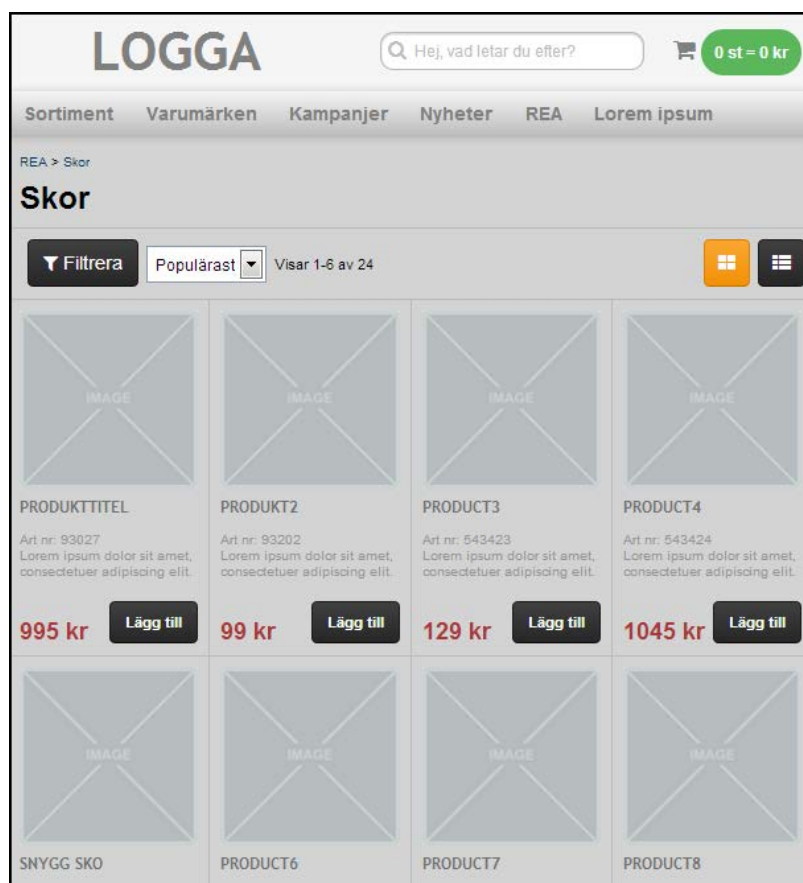 LOGGA
Hej, vad letar du efter?
0 st = 0 kr
Sortiment Varumärken Kampanjer Nyheter REA Lorem ipsum
REA > Skor
Skor
Filtrera
Populärast
Visar 1-6 av 24
IMAGE IMAGE IMAGE IMAGE
PRODUKTTITEL PRODUKT2 PRODUCT3 PRODUCT4
Art nr: 93027 Art nr: 93202 Art nr: 543423 Art nr: 543424
Lorem ipsum dolor sit amet, Lorem ipsum dolor sit amet, Lorem ipsum dolor sit amet, Lorem ipsum dolor sit amet,
consectetuer adipiscing elit. consectetuer adipiscing elit. consectetuer adipiscing elit. consectetuer adipiscing elit.
995 kr Lägg till 99 kr Lägg till 129 kr Lägg till 1045 kr Lägg till
IMAGE IMAGE IMAGE IMAGE
SNYGG SKO PRODUCT6 PRODUCT7 PRODUCT8